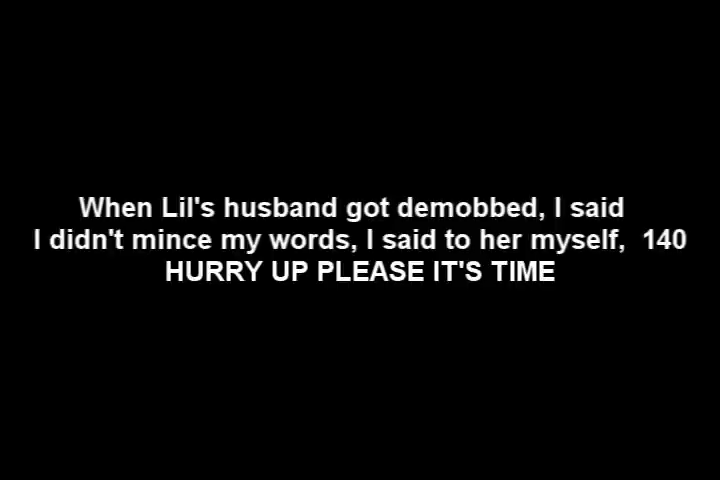 When Lil's husband got demobbed, I said
I didn't mince my words, I said to her myself, 140
HURRY UP PLEASE IT'S TIME